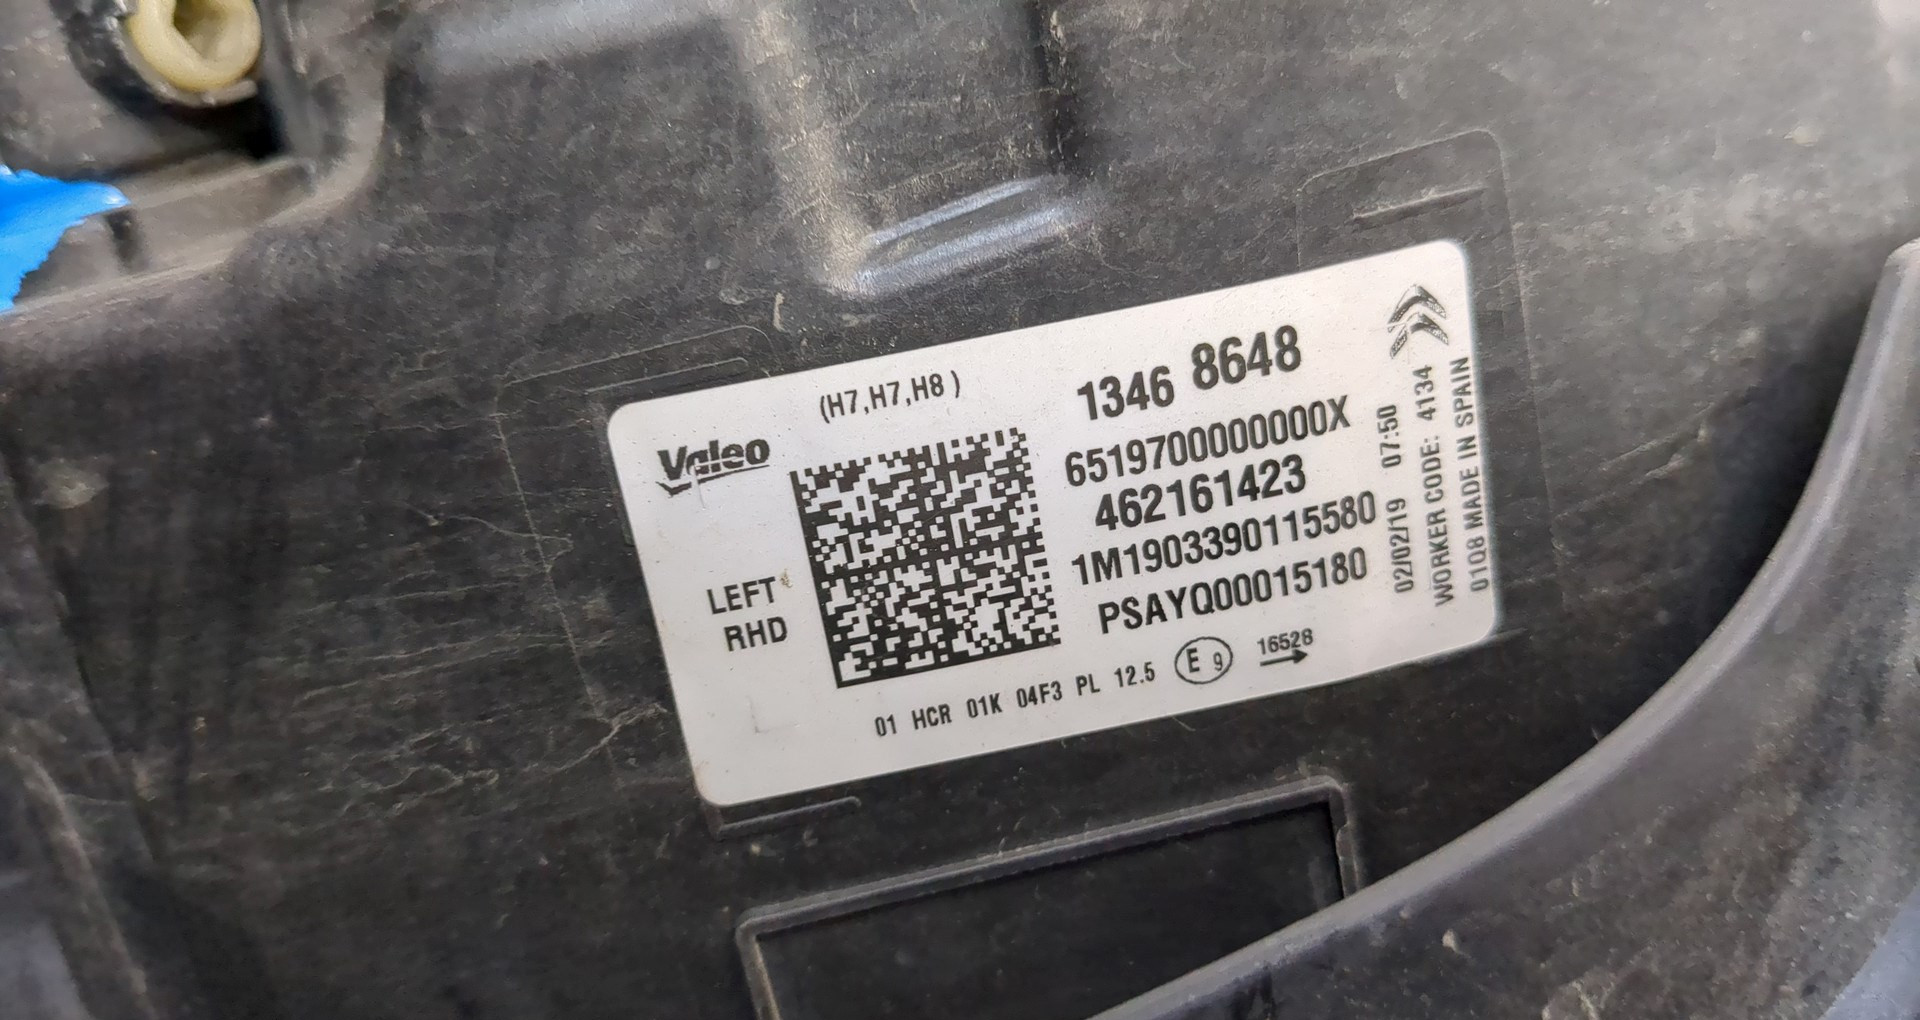 (H7,H7,H8 )
Valeo
1346 8648
6519700000000X
462161423
1M1903390115580
PSAYQ00015180
LEFT
RHD
01 HCR 01K 04F3 PL 12.5 E 9 16528
02/02/19 07:50
WORKER CODE: 4134
01Q8 MADE IN SPAIN